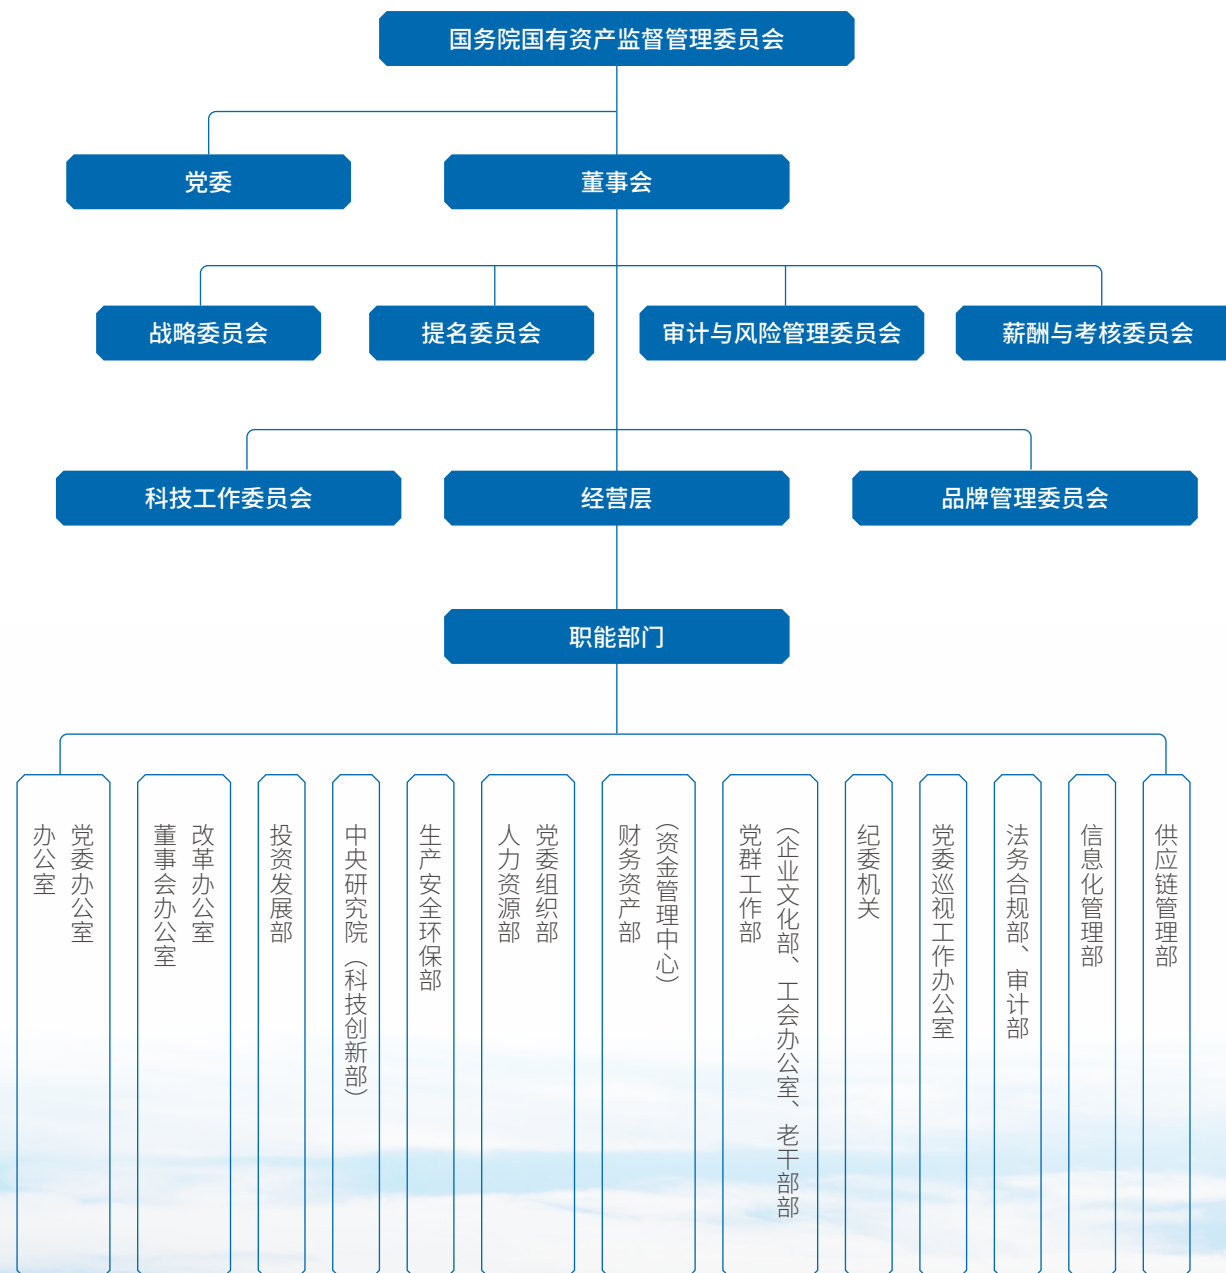 国务院国有资产监督管理委员会
党委
董事会
战略委员会
提名委员会
审计与风险管理委员会
薪酬与考核委员会
科技工作委员会
经营层
品牌管理委员会
职能部门
党委办公室
办公室
改革办公室
董事会办公室
投资发展部
中央研究院（科技创新部）
生产安全环保部
党委组织部
人力资源部
（资金管理中心）
财务资产部
（企业文化部、工会办公室、老干部部
党群工作部
纪委机关
党委巡视工作办公室
法务合规部、审计部
信息化管理部
供应链管理部